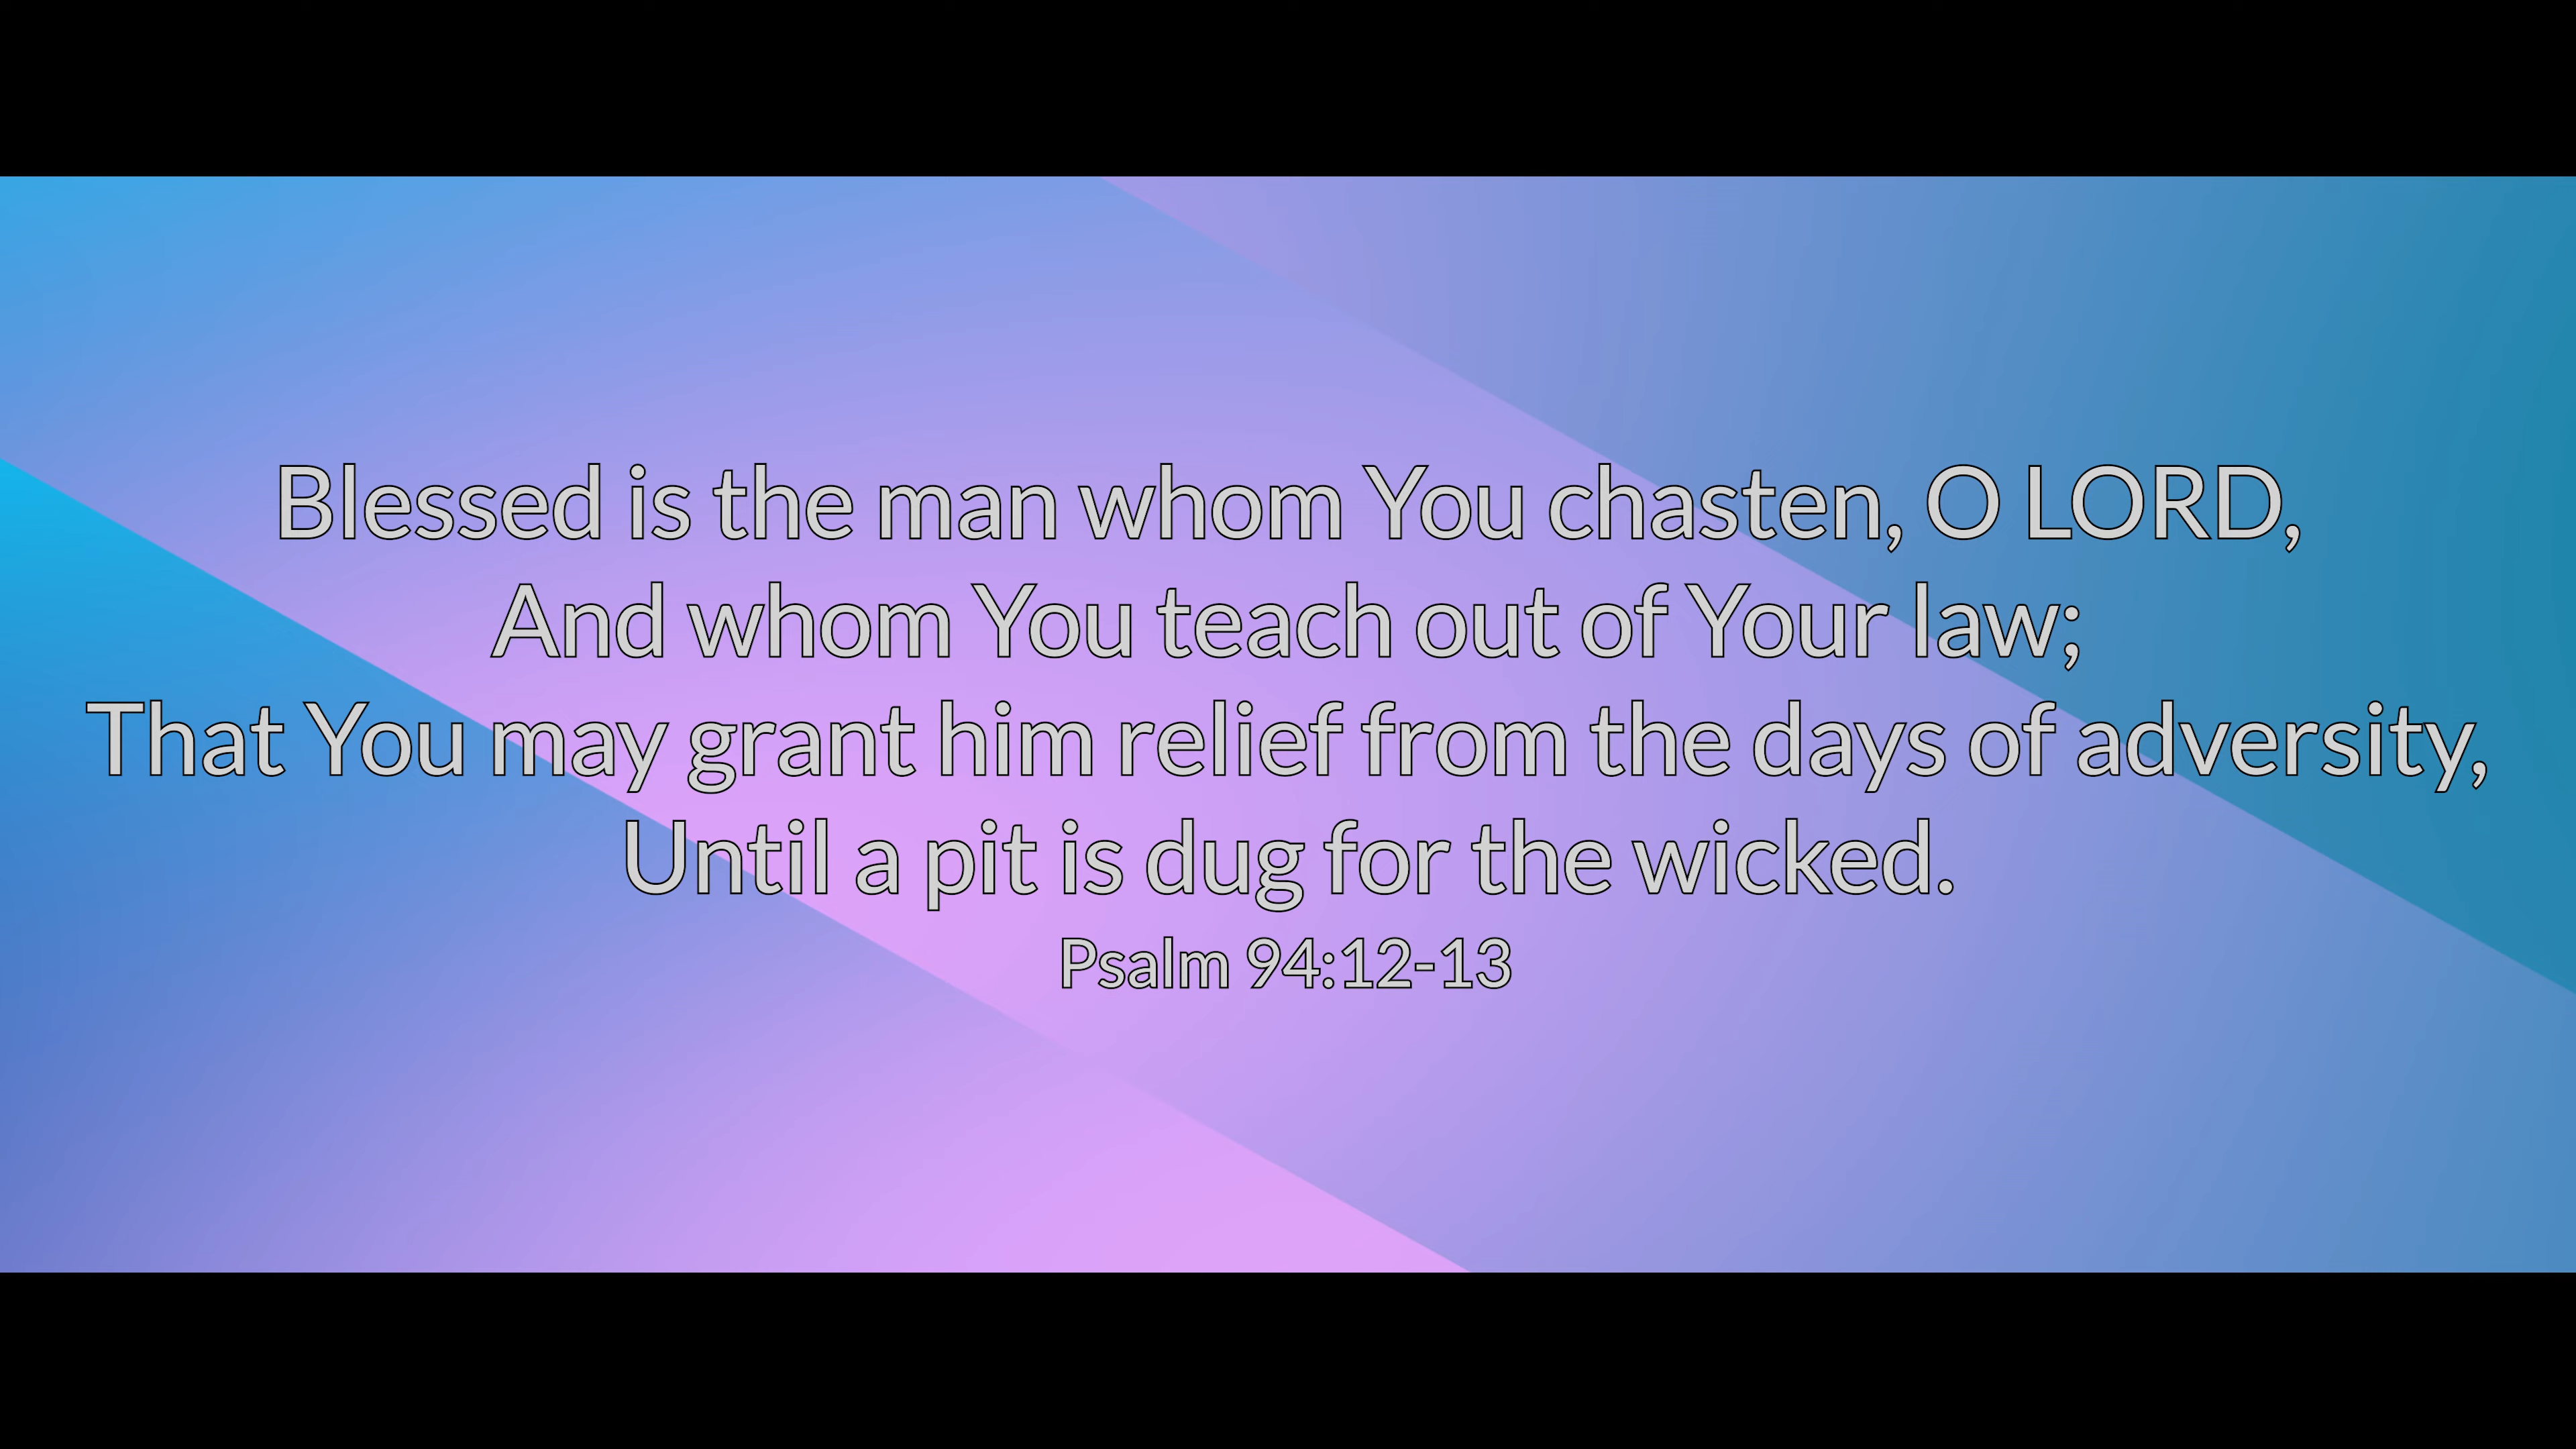 Blessed is the man whom You chasten, O LORD,
And whom You teach out of Your law;
That You may grant him relief from the days of adversity,
Until a pit is dug for the wicked.
Psalm 94:12-13